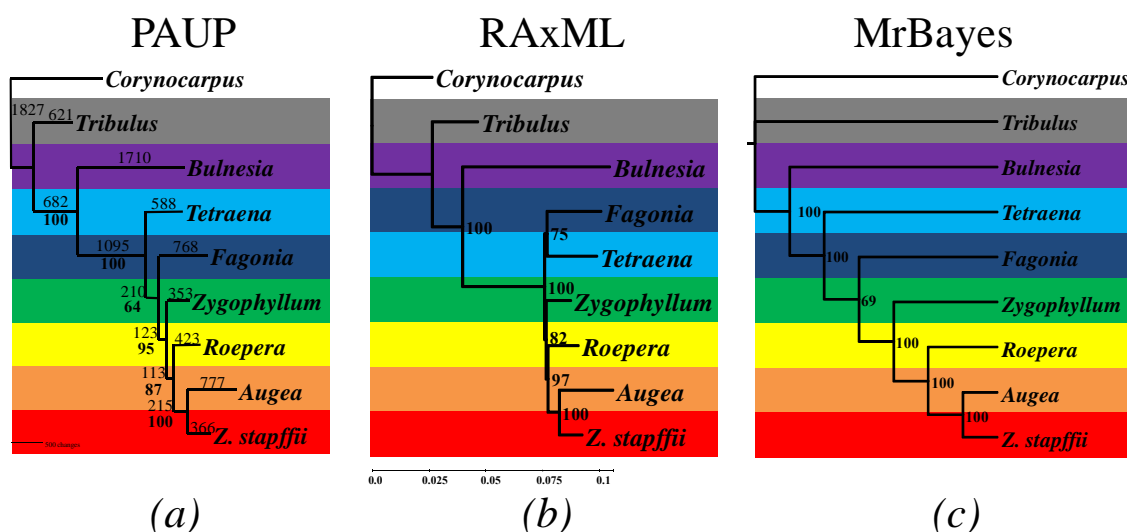 PAUP
RAxML
MrBayes
Corynocarpus
1827
621
Tribulus
1710
Bulnesia
682
100
588
Tetraena
1095
100
768
Fagonia
210
64
353
Zygophyllum
123
95
423
Roepera
113
87
777
Augea
215
100
366
Z. stapffii
500 changes
(a)
Corynocarpus
Tribulus
Bulnesia
100
Fagonia
75
Tetraena
100
Zygophyllum
82
Roepera
97
Augea
100
Z. stapffii
0.0 0.025 0.05 0.075 0.1
(b)
Corynocarpus
Tribulus
Bulnesia
100
Tetraena
100
Fagonia
69
Zygophyllum
100
Roepera
100
Augea
100
Z. stapffii
(c)